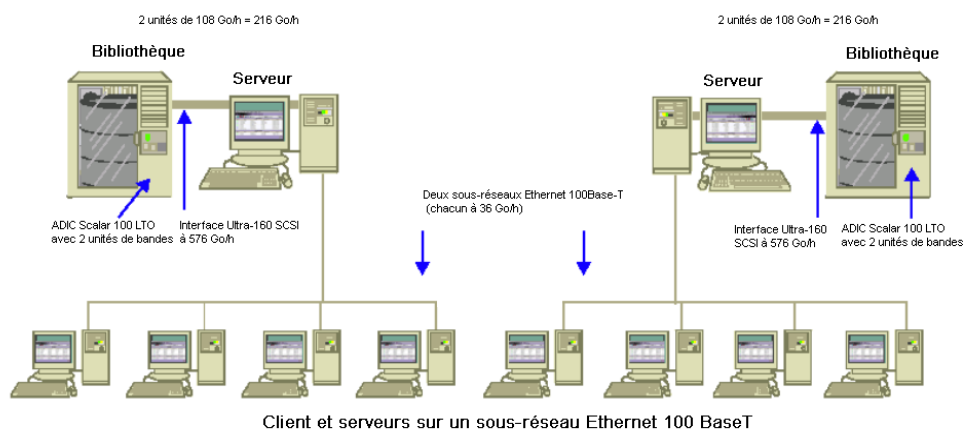 2 unités de 108 Go/h = 216 Go/h
2 unités de 108 Go/h = 216 Go/h
Bibliothèque
Bibliothèque
Serveur
Serveur
Deux sous-réseaux Ethernet 100Base-T
(chacun à 36 Go/h)
ADIC Scalar 100 LTO
avec 2 unités de bandes
Interface Ultra-160 SCSI
à 576 Go/h
Interface Ultra-160
SCSI à 576 Go/h
ADIC Scalar 100 LTO
avec 2 unités de bandes
Client et serveurs sur un sous-réseau Ethernet 100 BaseT